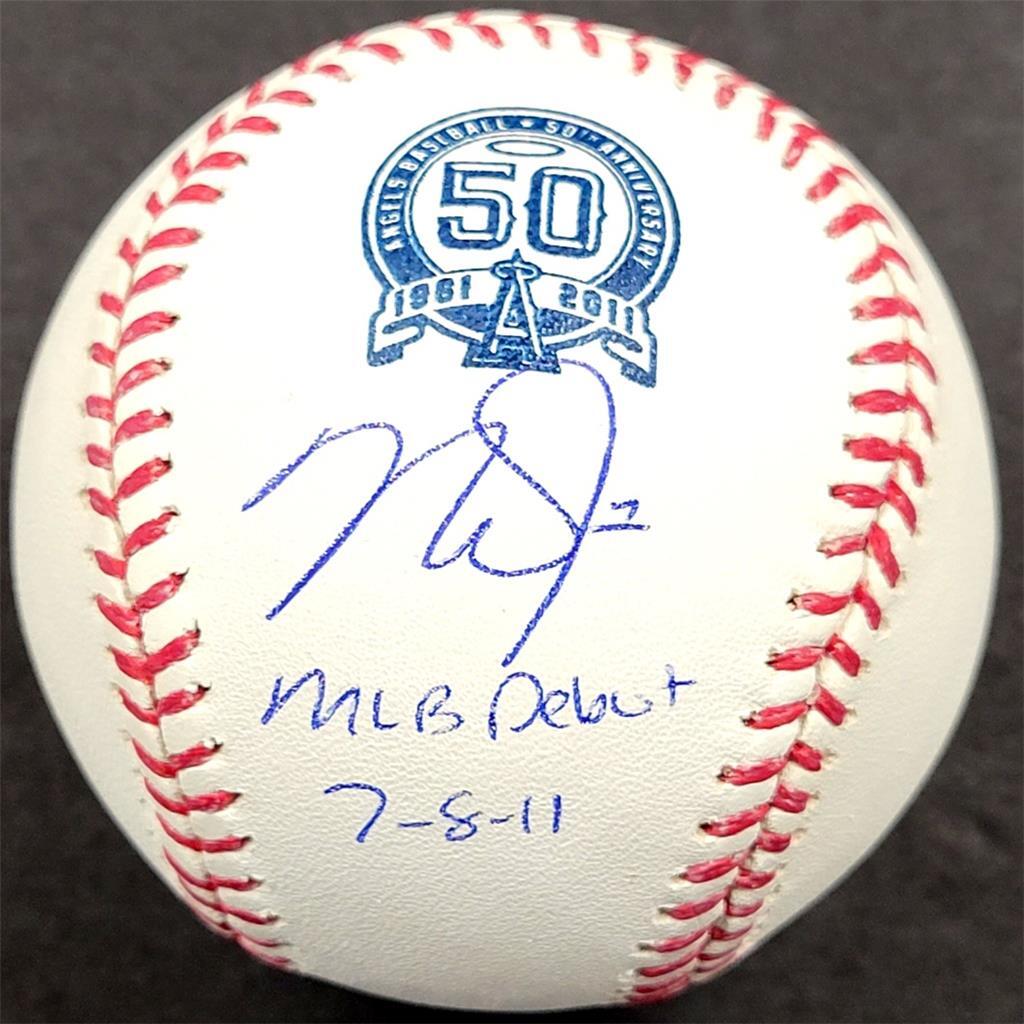 ANGELS BASEBALL ★ 50TH ANNIVERSARY
50
1961 2011
A
MLB Debut
7-8-11